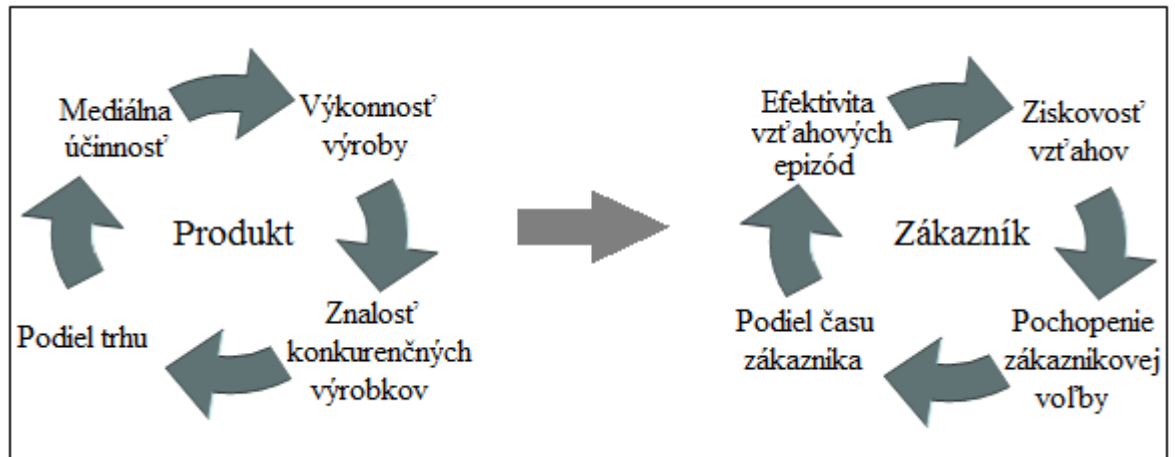 Mediálna
účinnosť
Výkonnosť
výroby
Produkt
Podiel trhu
Znalosť
konkurenčných
výrobkov
Efektivita
vzťahových
epizód
Ziskovosť
vzťahov
Zákazník
Podiel času
zákazníka
Pochopenie
zákazníkovej
voľby